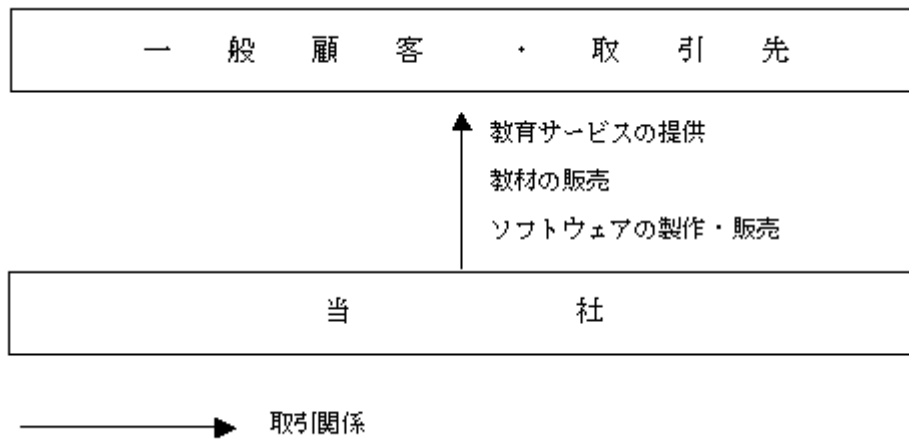 一般顧客・取引先
教育サービスの提供
教材の販売
ソフトウェアの製作・販売
当社
取引関係